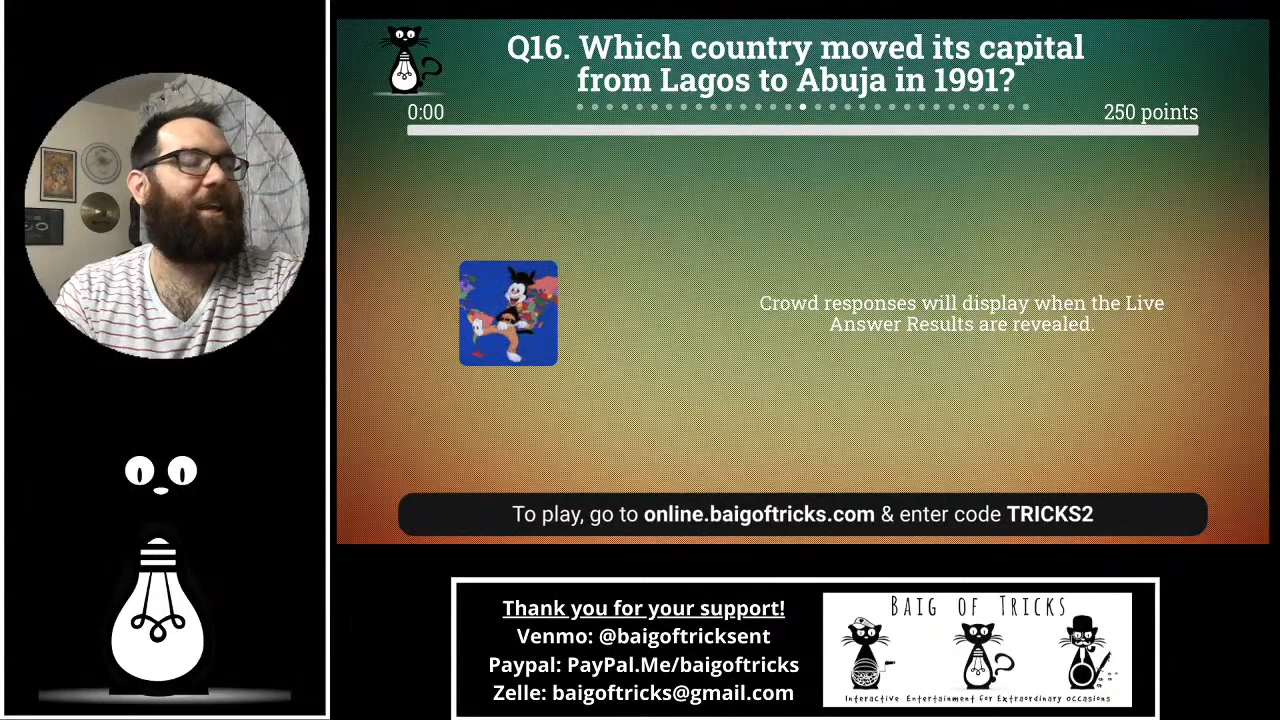 Q16. Which country moved its capital
from Lagos to Abuja in 1991?
0:00
250 points
Crowd responses will display when the Live
Answer Results are revealed.
To play, go to online.baigoftricks.com & enter code TRICKS2
Thank you for your support!
Venmo: @baigoftricksent
Paypal: PayPal.Me/baigoftricks
Zelle: baigoftricks@gmail.com
BAIG OF TRICKS
Interactive Entertainment for Extraordinary occasions